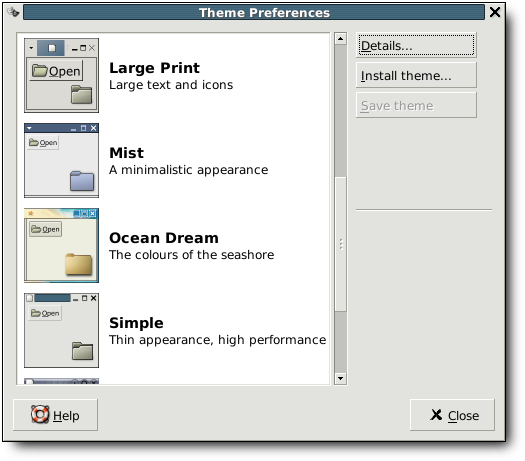 Theme Preferences
Open
Large Print
Large text and icons
Open
Mist
A minimalistic appearance
Open
Ocean Dream
The colours of the seashore
Open
Simple
Thin appearance, high performance
Details...
Install theme...
Save theme
Help
Close